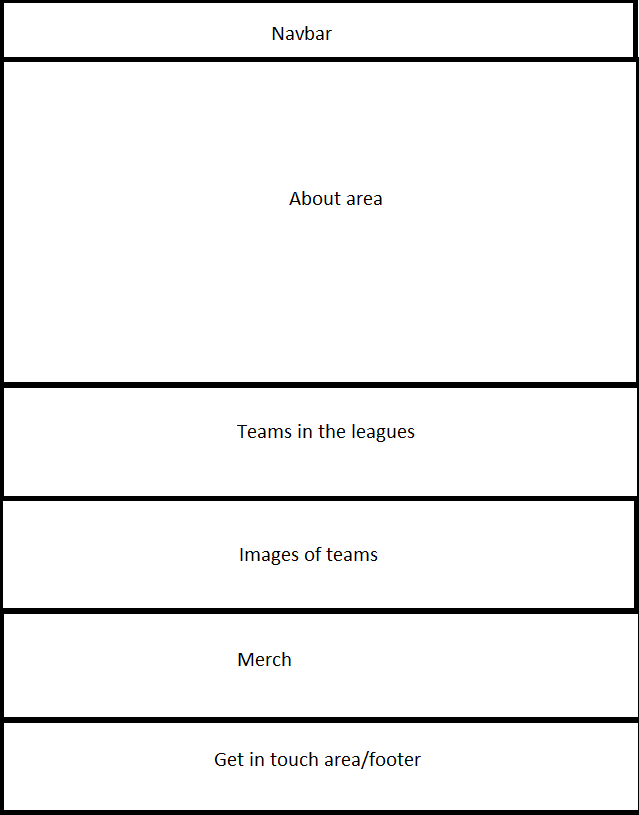 Navbar
About area
Teams in the leagues
Images of teams
Merch
Get in touch area/footer